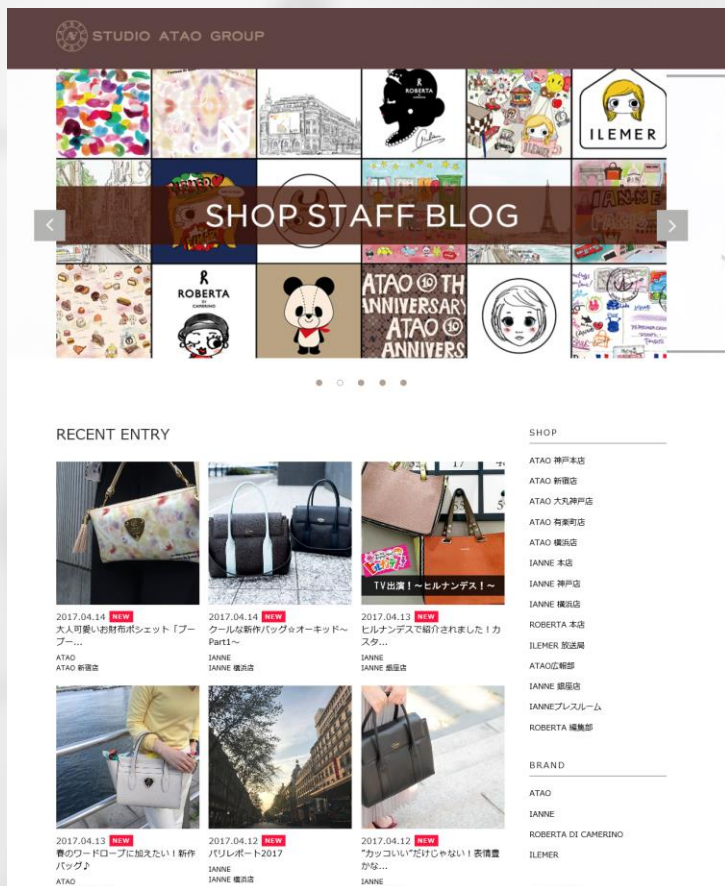 STUDIO ATAO GROUP
ROBERTA
ILEMER
SHOP STAFF BLOG
ROBERTA
DI
CAMERINO
ATAO 10 TH
ANNIVERSARY
ATAO 10
ANNIVERS
RECENT ENTRY
TV出演！～ヒルナンデス！～
2017.04.14 NEW
大人可愛いお財布ポシェット「ブー
ブー...
ATAO
ATAO 新宿店
2017.04.14 NEW
クールな新作バッグ☆オーキッド～
Part1～
IANNE
IANNE 横浜店
2017.04.13 NEW
ヒルナンデスで紹介されました！カ
スタ...
IANNE
IANNE 銀座店
2017.04.13 NEW
春のワードローブに加えたい！新作
バッグ♪
ATAO
2017.04.12 NEW
パリレポート2017
IANNE
IANNE 横浜店
2017.04.12 NEW
"カッコいい"だけじゃない！表情豊
かな...
IANNE
SHOP
ATAO 神戸本店
ATAO 新宿店
ATAO 大丸神戸店
ATAO 有楽町店
ATAO 横浜店
IANNE 本店
IANNE 神戸店
IANNE 横浜店
ROBERTA 本店
ILEMER 放送局
ATAO広報部
IANNE 銀座店
IANNEプレスルーム
ROBERTA 編集部
BRAND
ATAO
IANNE
ROBERTA DI CAMERINO
ILEMER